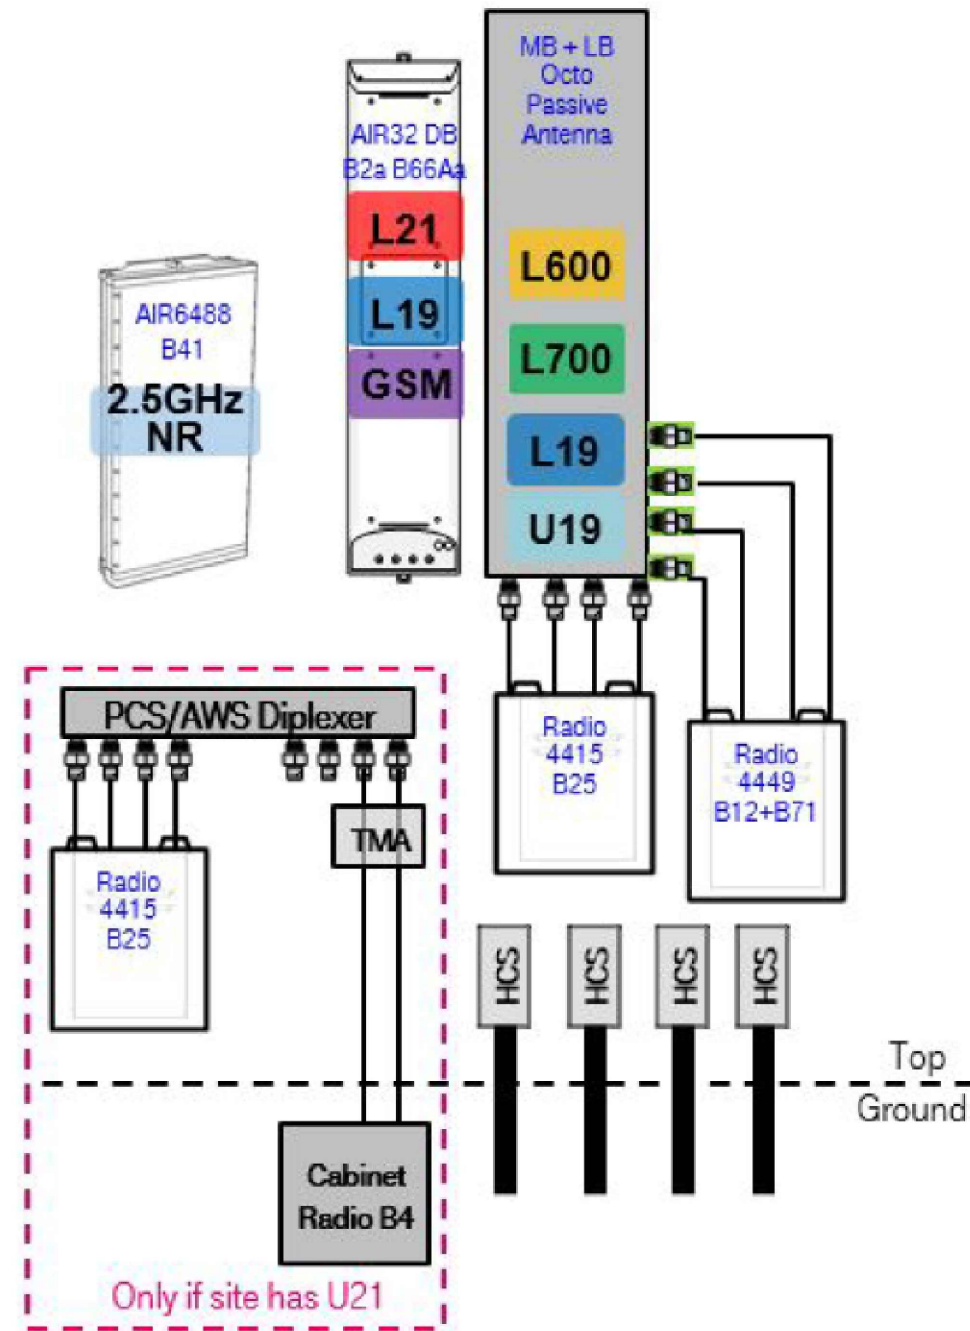 MB + LB
Octo
Passive
Antenna
AIR32 DB
B2a B66Aa
L21
L19
GSM
L600
L700
L19
U19
AIR6488
B41
2.5GHz
NR
PCS/AWS Diplexer
TMA
Radio
4415
B25
Radio
4415
B25
Radio
4449
B12+B71
HCS
HCS
HCS
HCS
Top
Ground
Cabinet
Radio B4
Only if site has U21